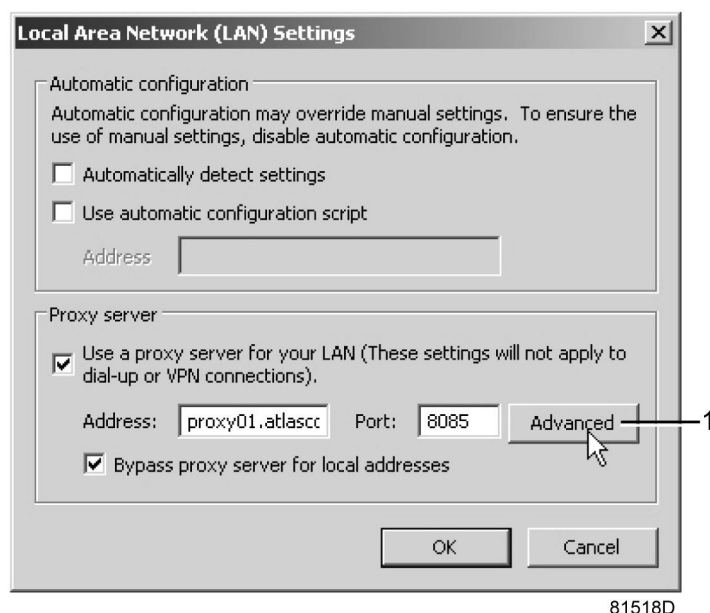 Local Area Network (LAN) Settings
Automatic configuration
Automatic configuration may override manual settings. To ensure the
use of manual settings, disable automatic configuration.
Automatically detect settings
Use automatic configuration script
Address
Proxy server
Use a proxy server for your LAN (These settings will not apply to
dial-up or VPN connections).
Address: proxy01.atlascc Port: 8085 Advanced 1
Bypass proxy server for local addresses
OK Cancel
81518D